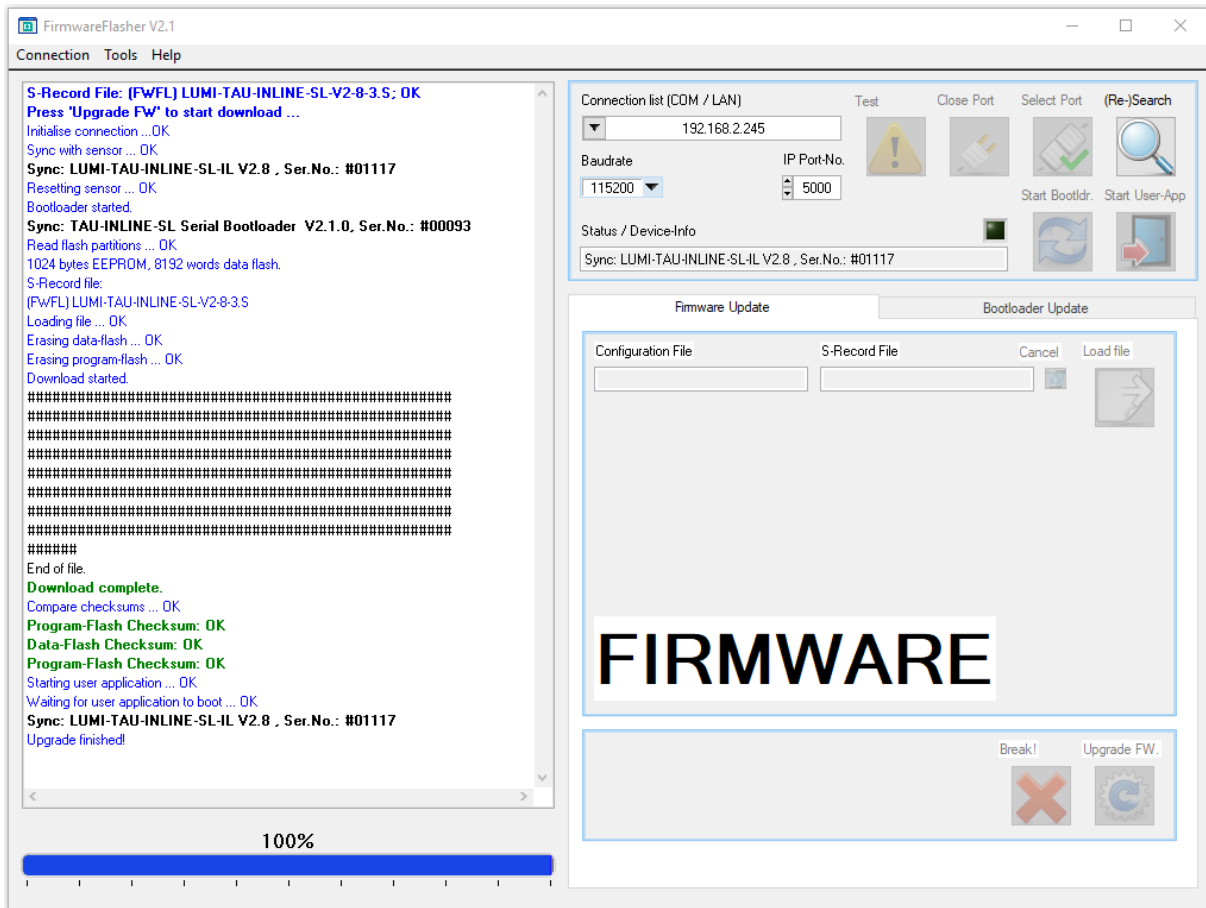 FirmwareFlasher V2.1
Connection Tools Help
S-Record File: (FWFL) LUMI-TAU-INLINE-SL-V2-8-3.S; OK
Press 'Upgrade FW' to start download ...
Initialise connection ...OK
Sync with sensor ... OK
Sync: LUMI-TAU-INLINE-SL-IL V2.8 , Ser.No.: #01117
Resetting sensor ... OK
Bootloader started.
Sync: TAU-INLINE-SL Serial Bootloader V2.1.0, Ser.No.: #00093
Read flash partitions ... OK
1024 bytes EEPROM, 8192 words data flash.
S-Record file:
(FWFL) LUMI-TAU-INLINE-SL-V2-8-3.S
Loading file ... OK
Erasing data-flash ... OK
Erasing program-flash ... OK
Download started.
###################################################
###################################################
###################################################
###################################################
###################################################
###################################################
###################################################
###################################################
######
End of file.
Download complete.
Compare checksums ... OK
Program-Flash Checksum: OK
Data-Flash Checksum: OK
Program-Flash Checksum: OK
Starting user application ... OK
Waiting for user application to boot ... OK
Sync: LUMI-TAU-INLINE-SL-IL V2.8 , Ser.No.: #01117
Upgrade finished!
100%
Connection list (COM / LAN)
192.168.2.245
Test
Close Port
Select Port
(Re-)Search
Baudrate
IP Port-No.
115200
5000
Start Bootldr.
Start User-App
Status / Device-Info
Sync: LUMI-TAU-INLINE-SL-IL V2.8 , Ser.No.: #01117
Firmware Update
Bootloader Update
Configuration File
S-Record File
Cancel
Load file
FIRMWARE
Break!
Upgrade FW.